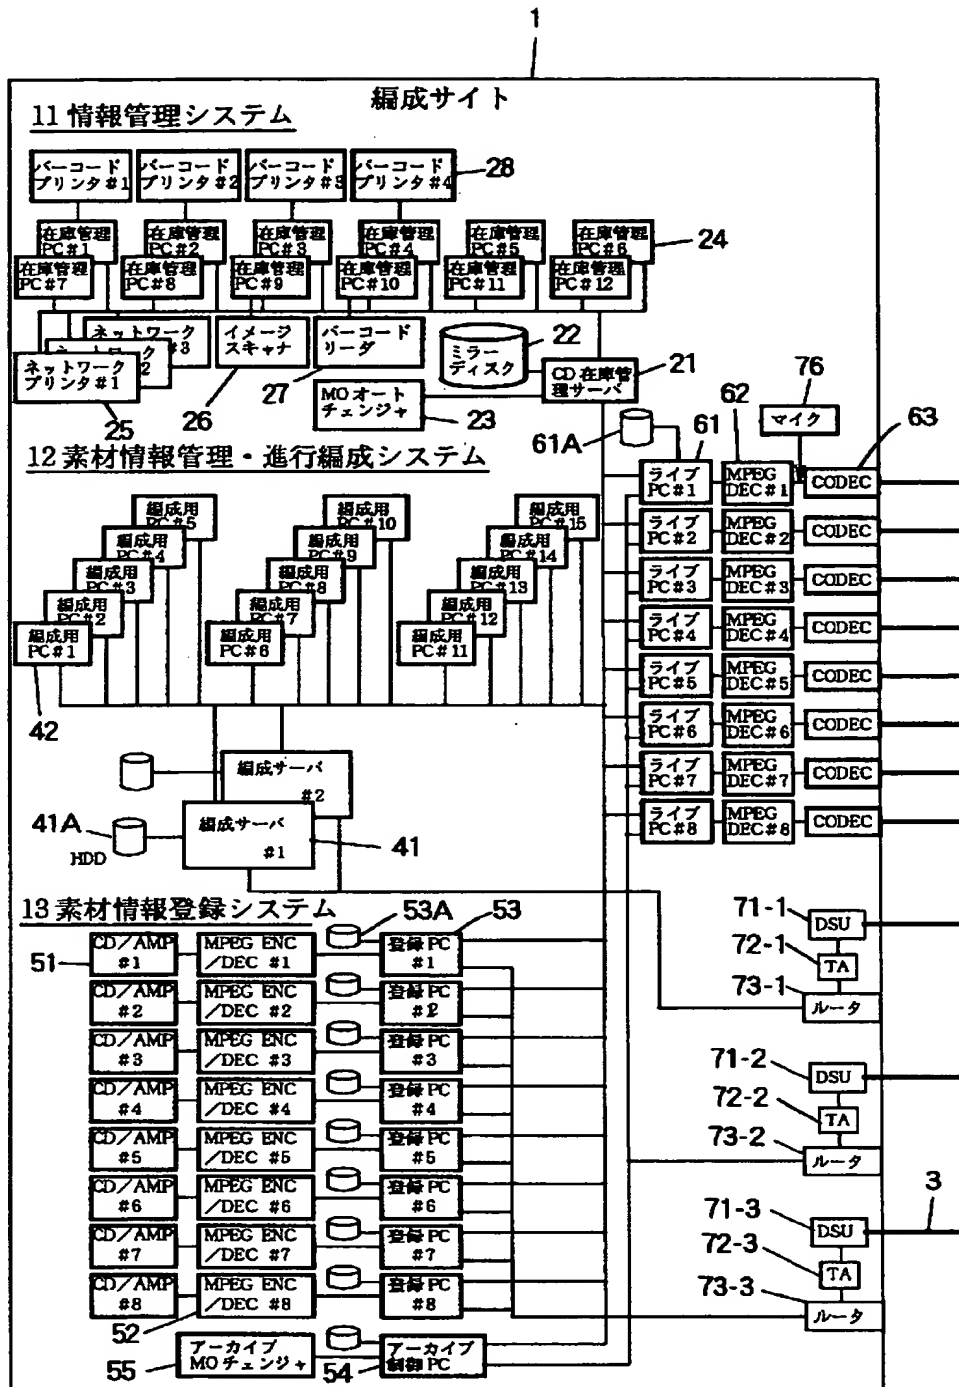 1
編成サイト
11 情報管理システム
バーコード
プリンタ#1
バーコード
プリンタ#2
バーコード
プリンタ#3
バーコード
プリンタ#4
28
在庫管理
PC#1
在庫管理
PC#2
在庫管理
PC#3
在庫管理
PC#4
在庫管理
PC#5
在庫管理
PC#6
24
在庫管理
PC#7
在庫管理
PC#8
在庫管理
PC#9
在庫管理
PC#10
在庫管理
PC#11
在庫管理
PC#12
ネットワーク
#3
ネットワーク
2
ネットワーク
プリンタ#1
25
イメージ
スキャナ
26
バーコード
リーダ
27
ミラー
ディスク
22
CD在庫管
理サーバ
21
MOオート
チェンジャ
23
12 素材情報管理・進行編成システム
編成用
PC#5
編成用
PC#4
編成用
PC#3
編成用
PC#2
編成用
PC#1
42
編成用
PC#10
編成用
PC#9
編成用
PC#8
編成用
PC#7
編成用
PC#6
編成用
PC#15
編成用
PC#14
編成用
PC#13
編成用
PC#12
編成用
PC#11
編成サーバ
#2
編成サーバ
#1
41
41A
HDD
61A
61
62
76
マイク
63
ライブ
PC#1
MPEG
DEC#1
CODEC
ライブ
PC#2
MPEG
DEC#2
CODEC
ライブ
PC#3
MPEG
DEC#3
CODEC
ライブ
PC#4
MPEG
DEC#4
CODEC
ライブ
PC#5
MPEG
DEC#5
CODEC
ライブ
PC#6
MPEG
DEC#6
CODEC
ライブ
PC#7
MPEG
DEC#7
CODEC
ライブ
PC#8
MPEG
DEC#8
CODEC
13 素材情報登録システム
53A
53
51
CD/AMP
#1
MPEG ENC
/DEC #1
登録 PC
#1
CD/AMP
#2
MPEG ENC
/DEC #2
登録 PC
#2
CD/AMP
#3
MPEG ENC
/DEC #3
登録 PC
#3
CD/AMP
#4
MPEG ENC
/DEC #4
登録 PC
#4
CD/AMP
#5
MPEG ENC
/DEC #5
登録 PC
#5
CD/AMP
#6
MPEG ENC
/DEC #6
登録 PC
#6
CD/AMP
#7
MPEG ENC
/DEC #7
登録 PC
#7
CD/AMP
#8
MPEG ENC
/DEC #8
登録 PC
#8
52
アーカイブ
MOチェンジャ
55
アーカイブ
制御PC
54
71-1
DSU
72-1
TA
73-1
ルータ
71-2
DSU
72-2
TA
73-2
ルータ
71-3
DSU
3
72-3
TA
73-3
ルータ